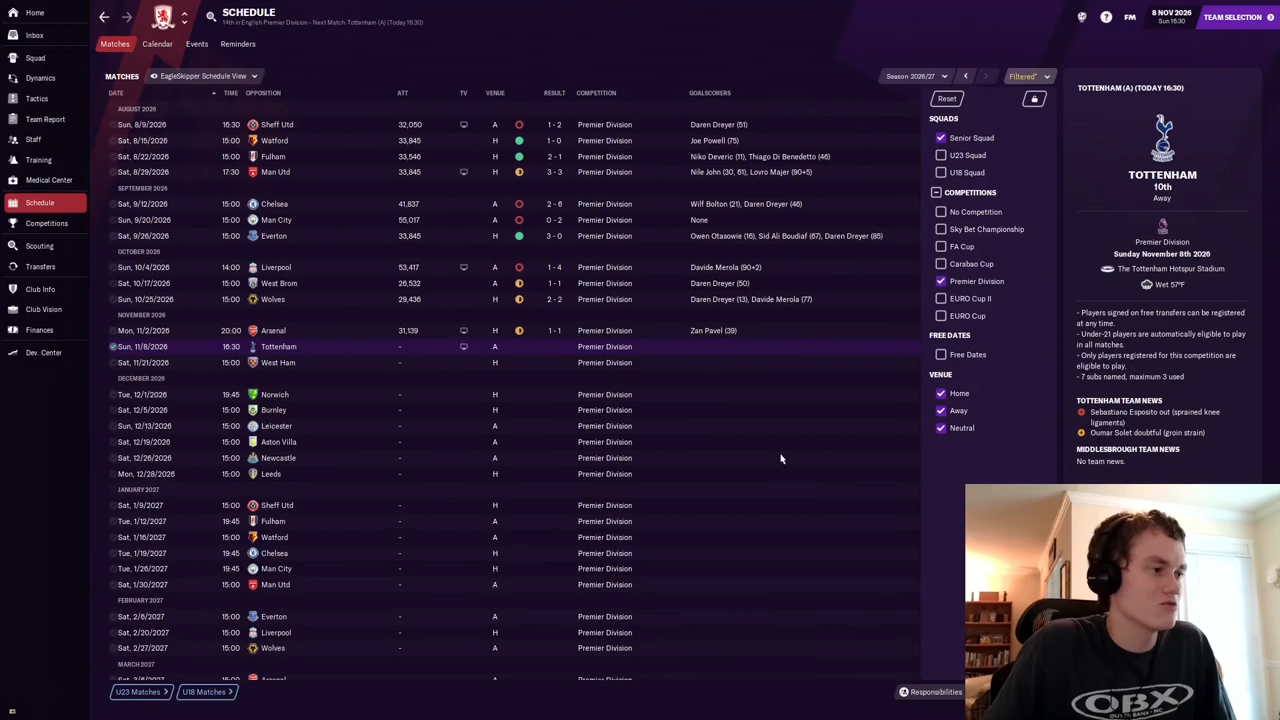 Home
Inbox
Squad
Dynamics
Tactics
Team Report
Staff
Training
Medical Center
Schedule
Competitions
Scouting
Transfers
Club Info
Club Vision
Finances
Dev. Center
SCHEDULE
14th in English Premier Division - Next Match: Tottenham (A) (Today 16:30)
? FM 8 NOV 2026
Sun 16:30
TEAM SELECTION
Matches Calendar Events Reminders
MATCHES EagleSkipper Schedule View Season 2026/27 Filtered*
DATE TIME OPPOSITION ATT TV VENUE RESULT COMPETITION GOALSCORERS
AUGUST 2026
Sun, 8/9/2026 16:30 Sheff Utd 32,050 A 1 - 2 Premier Division Daren Dreyer (51)
Sat, 8/15/2026 15:00 Watford 33,845 H 1 - 0 Premier Division Joe Powell (75)
Sat, 8/22/2026 15:00 Fulham 33,546 H 2 - 1 Premier Division Niko Deveric (11), Thiago Di Benedetto (46)
Sat, 8/29/2026 17:30 Man Utd 33,845 H 3 - 3 Premier Division Nile John (30, 61), Lovro Majer (90+5)
SEPTEMBER 2026
Sat, 9/12/2026 15:00 Chelsea 41,837 A 2 - 6 Premier Division Wilf Bolton (21), Daren Dreyer (46)
Sun, 9/20/2026 15:00 Man City 55,017 A 0 - 2 Premier Division None
Sat, 9/26/2026 15:00 Everton 33,845 H 3 - 0 Premier Division Owen Otasowie (16), Sid Ali Boudiaf (67), Daren Dreyer (85)
OCTOBER 2026
Sun, 10/4/2026 14:00 Liverpool 53,417 A 1 - 4 Premier Division Davide Merola (90+2)
Sat, 10/17/2026 15:00 West Brom 26,532 A 1 - 1 Premier Division Daren Dreyer (50)
Sun, 10/25/2026 15:00 Wolves 29,436 H 2 - 2 Premier Division Daren Dreyer (13), Davide Merola (77)
NOVEMBER 2026
Mon, 11/2/2026 20:00 Arsenal 31,139 H 1 - 1 Premier Division Zan Pavel (39)
Sun, 11/8/2026 16:30 Tottenham - A Premier Division
Sat, 11/21/2026 15:00 West Ham - H Premier Division
DECEMBER 2026
Tue, 12/1/2026 19:45 Norwich - H Premier Division
Sat, 12/5/2026 15:00 Burnley - H Premier Division
Sun, 12/13/2026 15:00 Leicester - H Premier Division
Sat, 12/19/2026 15:00 Aston Villa - A Premier Division
Sat, 12/26/2026 15:00 Newcastle - H Premier Division
Mon, 12/28/2026 15:00 Leeds - H Premier Division
JANUARY 2027
Sat, 1/9/2027 15:00 Sheff Utd - H Premier Division
Tue, 1/12/2027 19:45 Fulham - A Premier Division
Sat, 1/16/2027 15:00 Watford - A Premier Division
Tue, 1/19/2027 19:45 Chelsea - H Premier Division
Tue, 1/26/2027 19:45 Man City - H Premier Division
Sat, 1/30/2027 15:00 Man Utd - A Premier Division
FEBRUARY 2027
Sat, 2/6/2027 15:00 Everton - A Premier Division
Sat, 2/20/2027 15:00 Liverpool - H Premier Division
Sat, 2/27/2027 15:00 Wolves - A Premier Division
MARCH 2027
U23 Matches U18 Matches Responsibilities
Reset
SQUADS
Senior Squad
U23 Squad
U18 Squad
COMPETITIONS
No Competition
Sky Bet Championship
FA Cup
Carabao Cup
Premier Division
EURO Cup II
EURO Cup
FREE DATES
Free Dates
VENUE
Home
Away
Neutral
TOTTENHAM (A) (TODAY 16:30)
TOTTENHAM
10th
Away
Premier Division
Sunday November 8th 2026
The Tottenham Hotspur Stadium
Wet 57°F
- Players signed on free transfers can be registered
at any time.
- Under-21 players are automatically eligible to play
in all matches.
- Only players registered for this competition are
eligible to play.
- 7 subs named, maximum 3 used
TOTTENHAM TEAM NEWS
Sebastiano Esposito out (sprained knee
ligaments)
Oumar Solet doubtful (groin strain)
MIDDLESBROUGH TEAM NEWS
No team news.
OBX